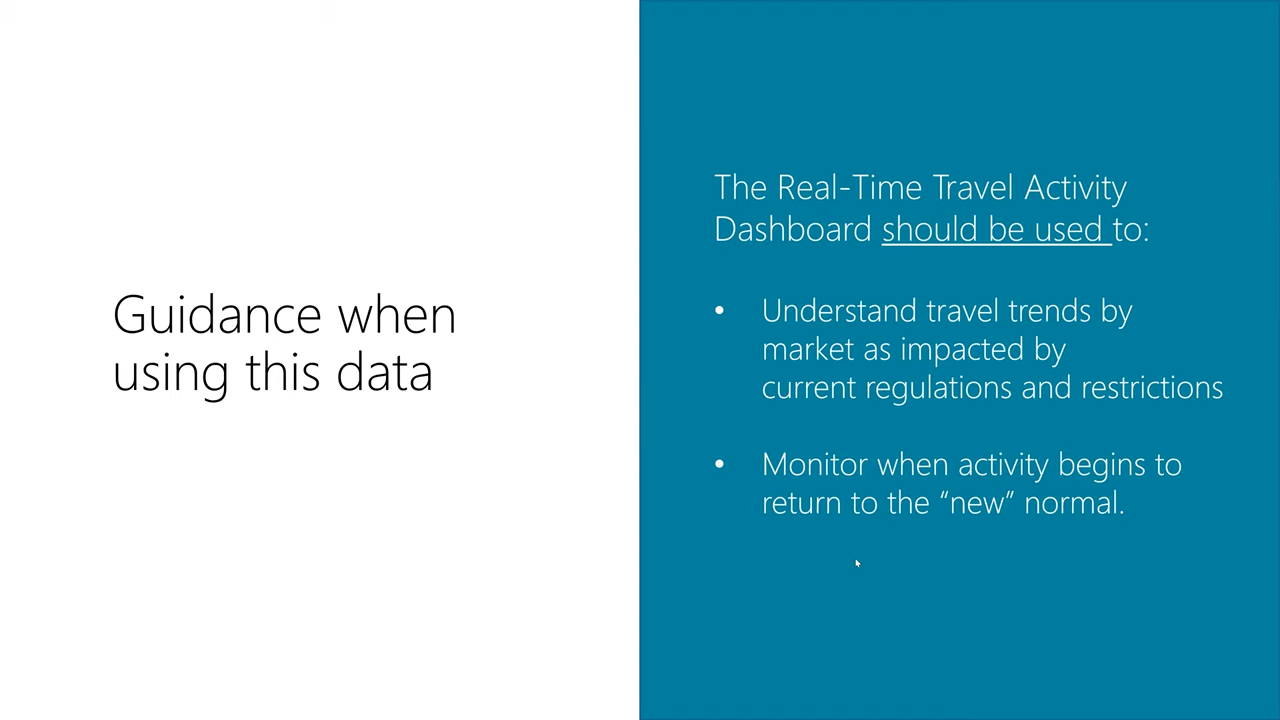 Guidance when
using this data
The Real-Time Travel Activity
Dashboard should be used to:
• Understand travel trends by
market as impacted by
current regulations and restrictions
• Monitor when activity begins to
return to the “new” normal.